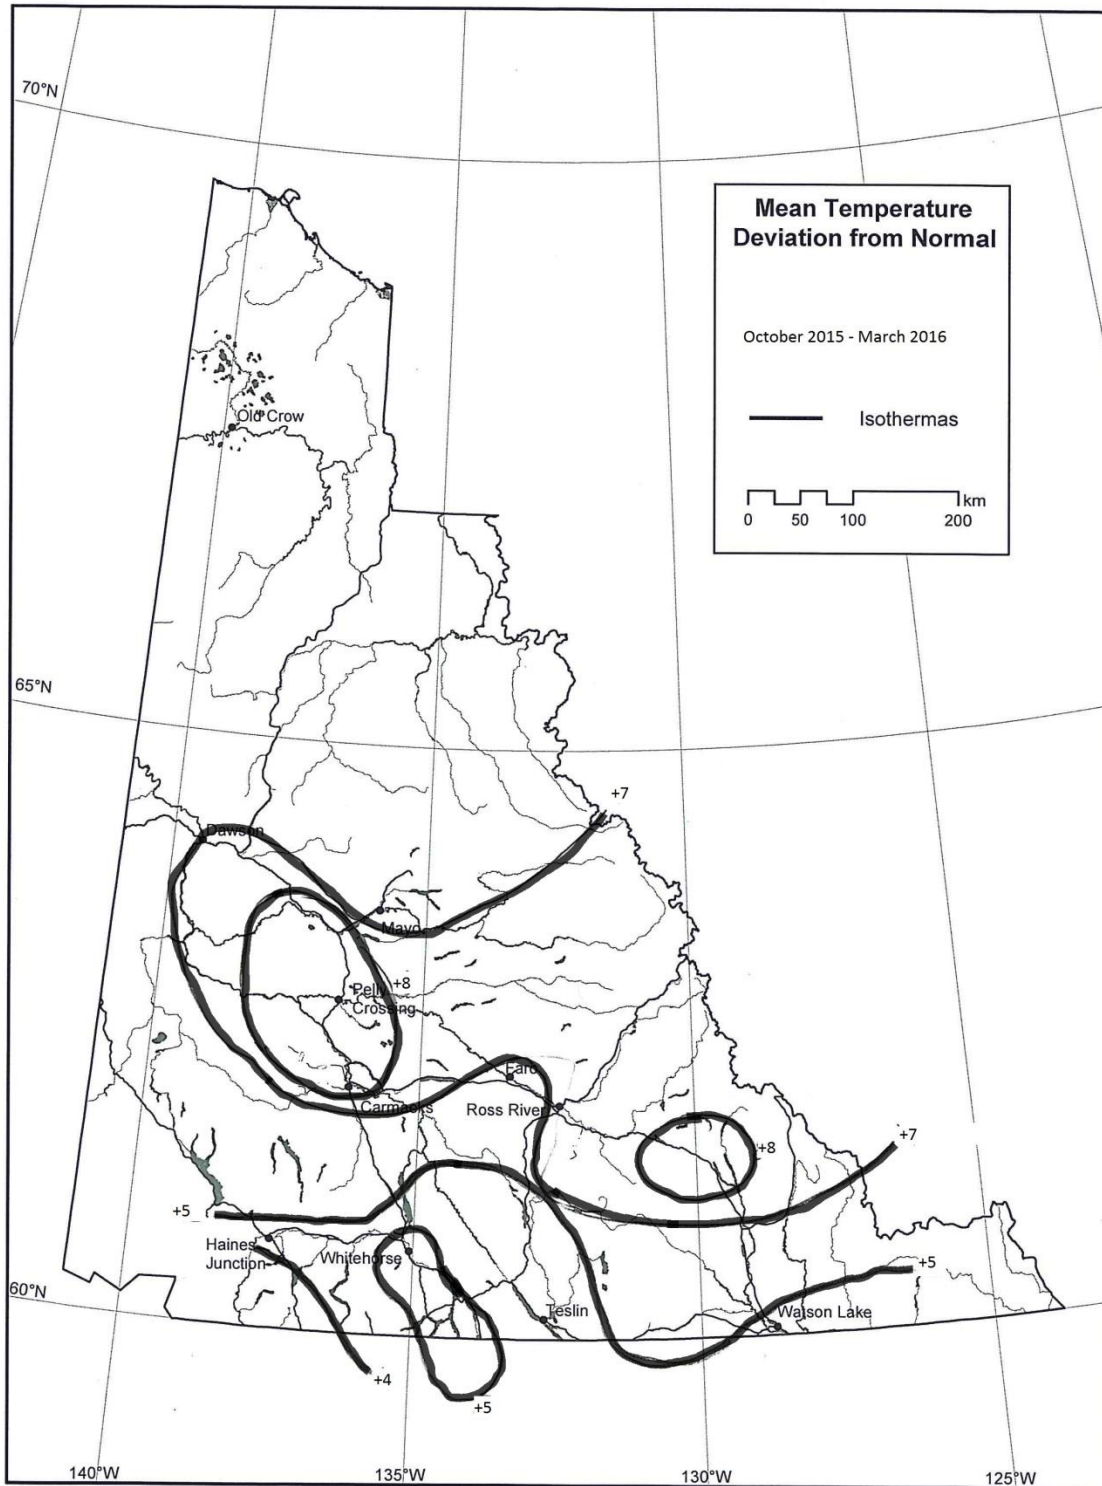 70°N
Mean Temperature
Deviation from Normal
October 2015 - March 2016
Isothermas
km
0 50 100 200
Old Crow
65°N
+7
Dawson
Mayo
+8
Pelly
Crossing
Faro
Carmacks
Ross River
+8
+7
+5
Haines
Junction
Whitehorse
+5
60°N
Teslin
Watson Lake
+4
+5
140°W
135°W
130°W
125°W